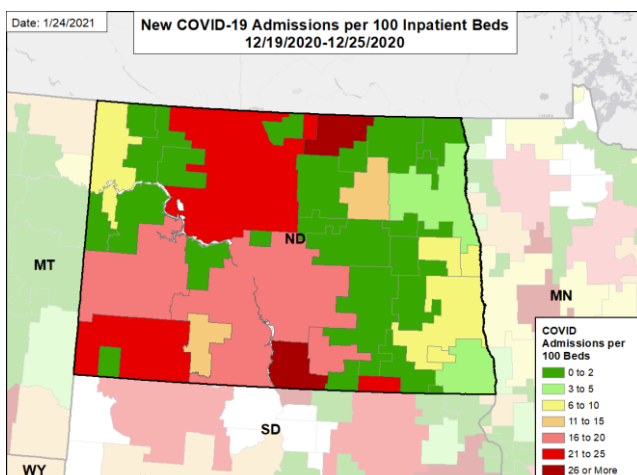 Date: 1/24/2021
New COVID-19 Admissions per 100 Inpatient Beds
12/19/2020-12/25/2020
ND
MT
MN
SD
WY
COVID
Admissions per
100 Beds
0 to 2
3 to 5
6 to 10
11 to 15
16 to 20
21 to 25
26 or More